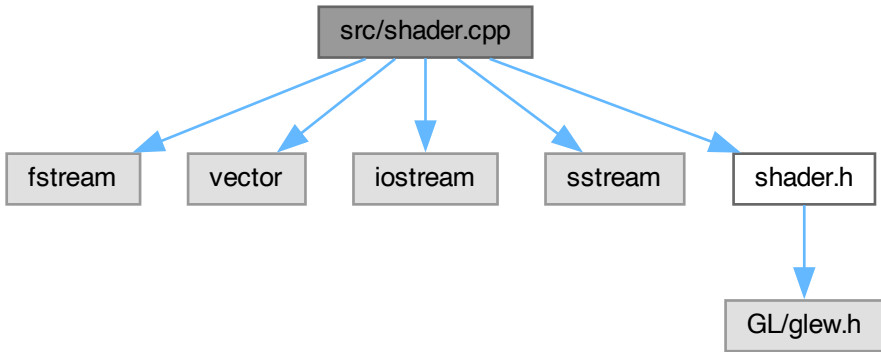 src/shader.cpp
fstream
vector
iostream
sstream
shader.h
GL/glew.h